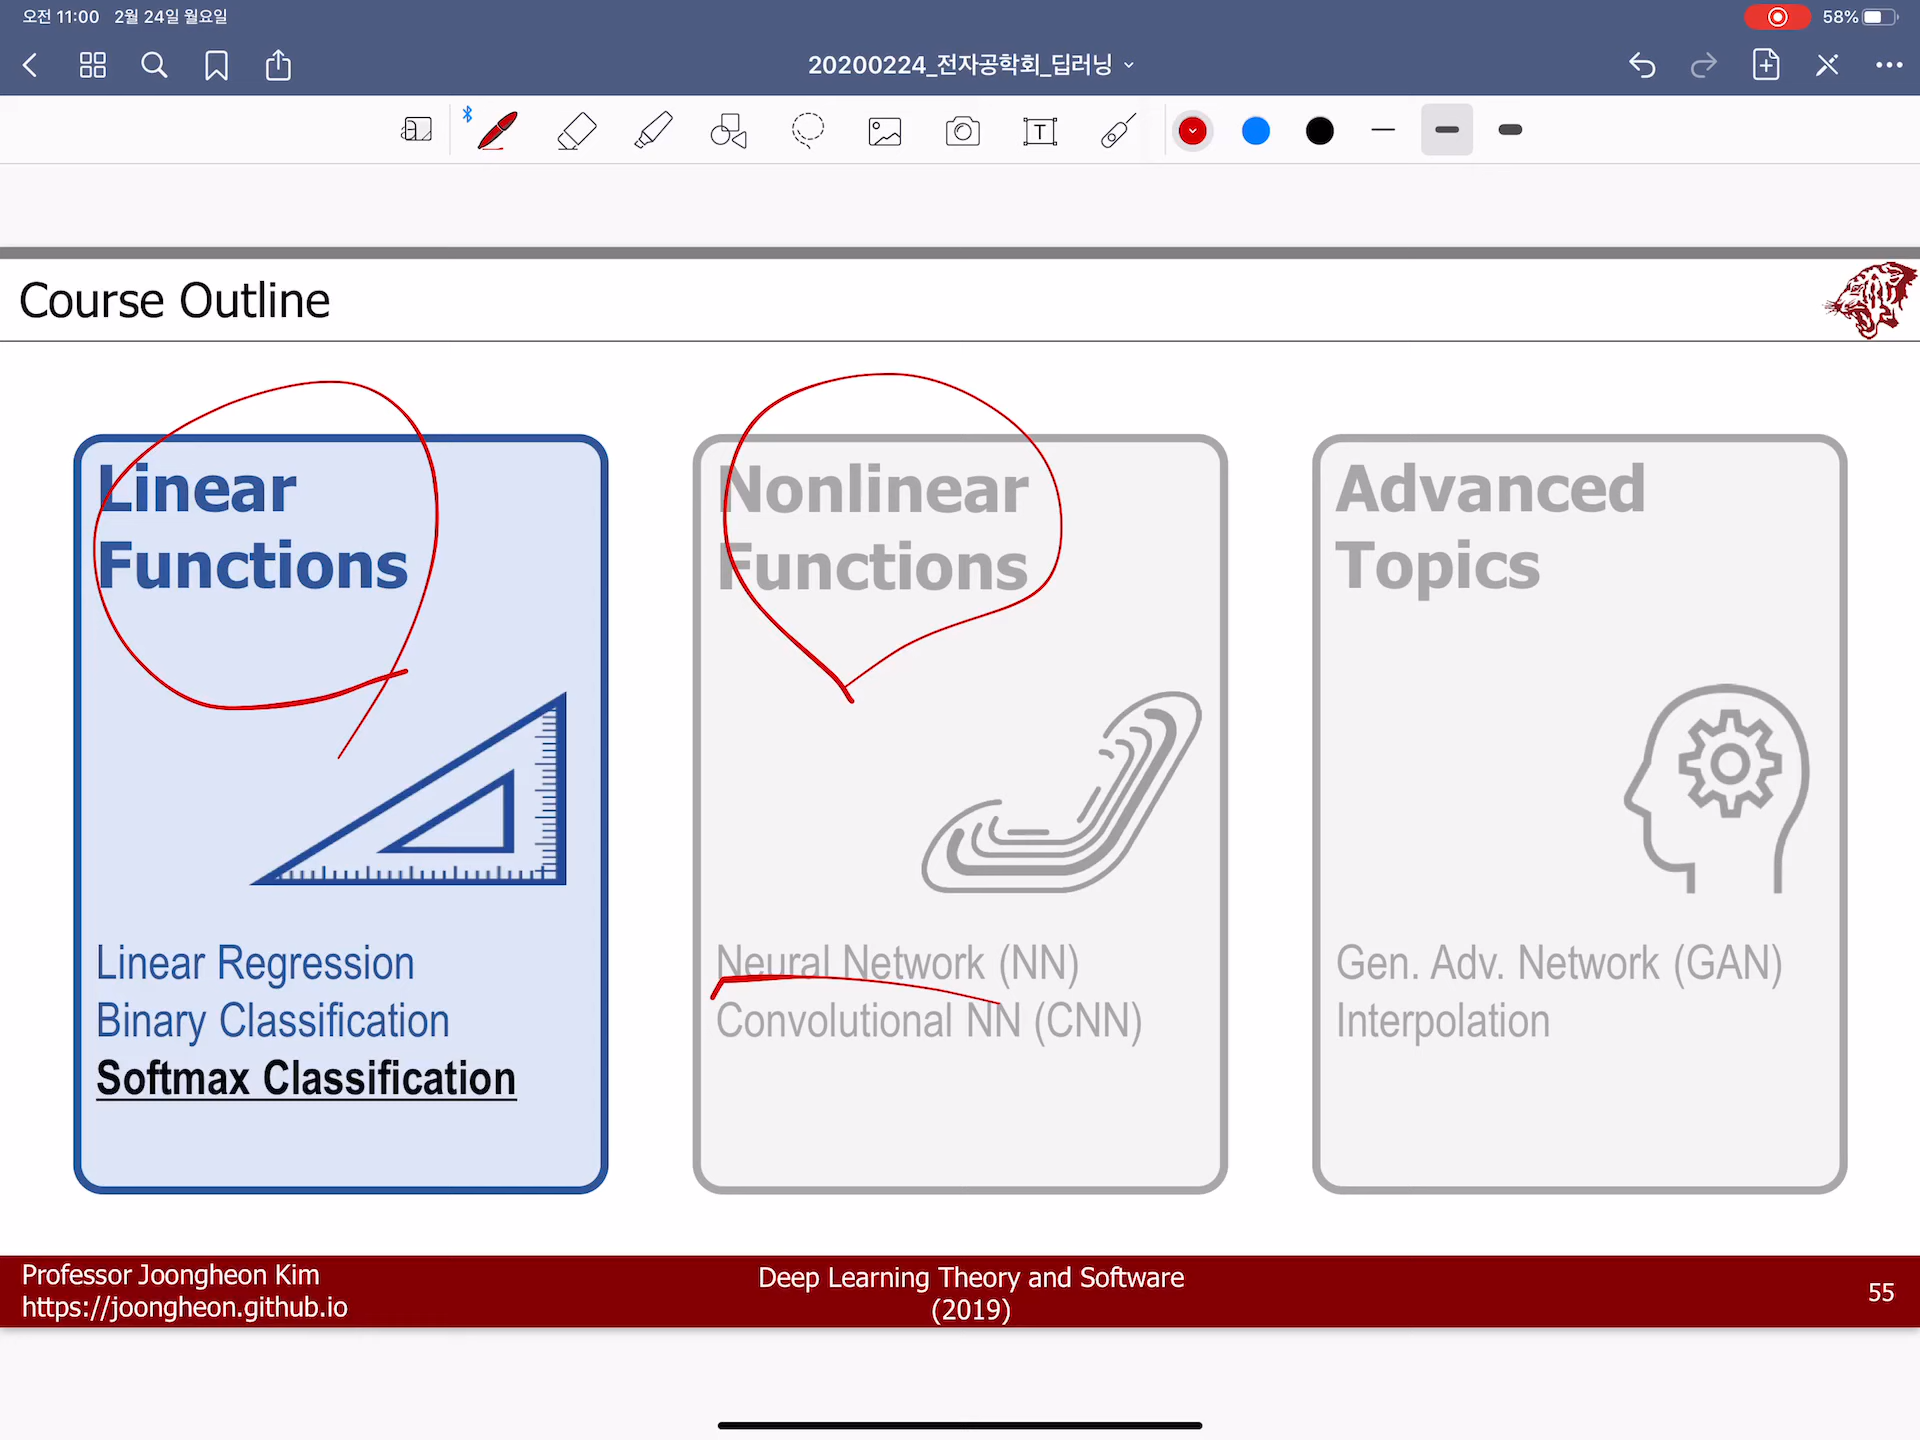 오전 11:00 2월 24일 월요일
58%
20200224_전자공학회_딥러닝
Course Outline
Linear
Functions
Linear Regression
Binary Classification
Softmax Classification
Nonlinear
Functions
Neural Network (NN)
Convolutional NN (CNN)
Advanced
Topics
Gen. Adv. Network (GAN)
Interpolation
Professor Joongheon Kim
https://joongheon.github.io
Deep Learning Theory and Software
(2019)
55